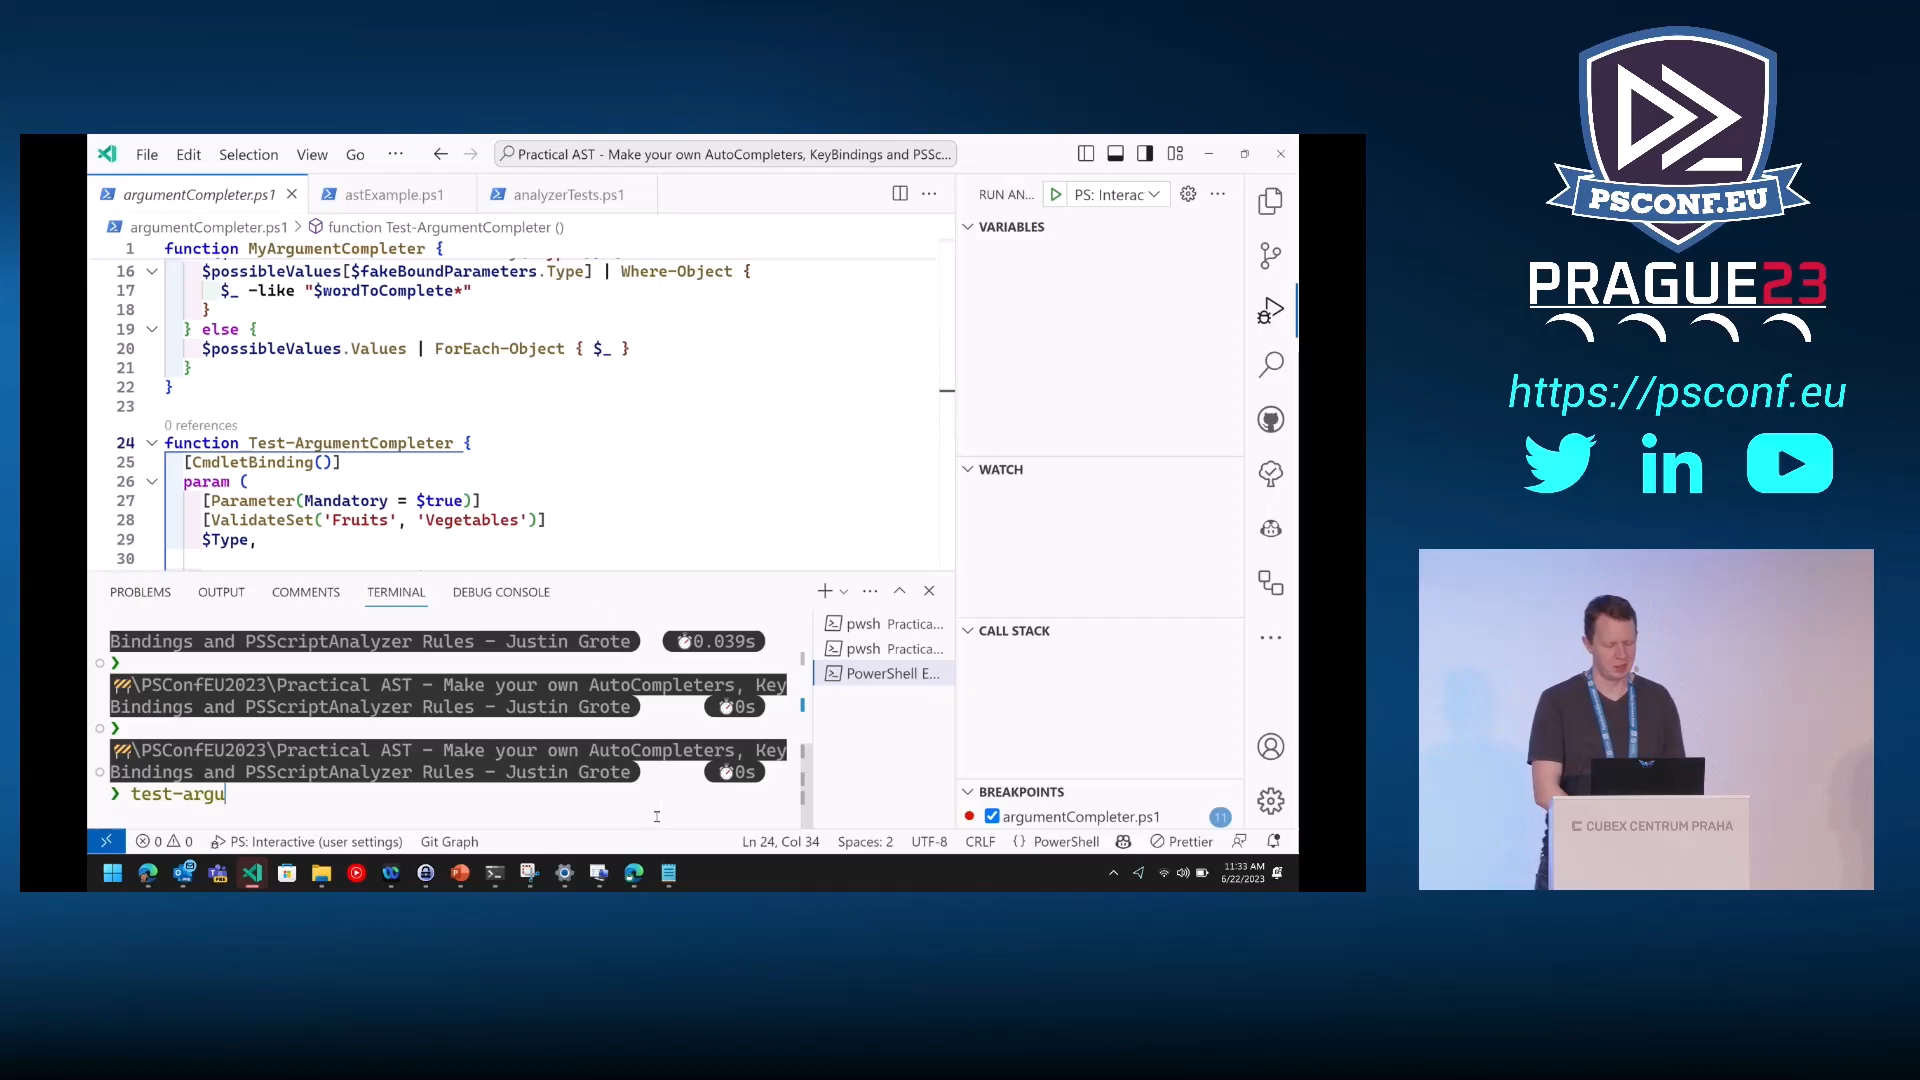 File Edit Selection View Go ··· Practical AST - Make your own AutoCompleters, KeyBindings and PSSc...
argumentCompleter.ps1 astExample.ps1 analyzerTests.ps1
argumentCompleter.ps1 > function Test-ArgumentCompleter ()
1 function MyArgumentCompleter {
16 $possibleValues[$fakeBoundParameters.Type] | Where-Object {
17 $_ -like "$wordToComplete*"
18 }
19 } else {
20 $possibleValues.Values | ForEach-Object { $_ }
21 }
22 }
23
0 references
24 function Test-ArgumentCompleter {
25 [CmdletBinding()]
26 param (
27 [Parameter(Mandatory = $true)]
28 [ValidateSet('Fruits', 'Vegetables')]
29 $Type,
30
PROBLEMS OUTPUT COMMENTS TERMINAL DEBUG CONSOLE
Bindings and PSScriptAnalyzer Rules - Justin Grote 0.039s
❯
\PSConfEU2023\Practical AST - Make your own AutoCompleters, Key
Bindings and PSScriptAnalyzer Rules - Justin Grote 0s
❯
\PSConfEU2023\Practical AST - Make your own AutoCompleters, Key
Bindings and PSScriptAnalyzer Rules - Justin Grote 0s
❯ test-argu
pwsh Practica...
pwsh Practica...
PowerShell E...
RUN AN... PS: Interac
VARIABLES
WATCH
CALL STACK
BREAKPOINTS
argumentCompleter.ps1 11
0 0 PS: Interactive (user settings) Git Graph Ln 24, Col 34 Spaces: 2 UTF-8 CRLF {} PowerShell Prettier
11:33 AM
6/22/2023
PSCONF.EU
PRAGUE23
https://psconf.eu
in
CUBEX CENTRUM PRAHA